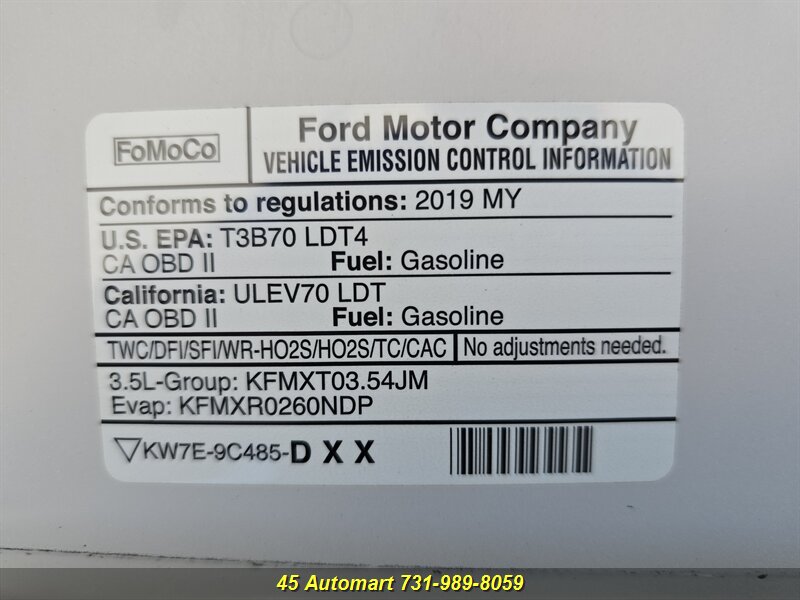 FoMoCo
Ford Motor Company
VEHICLE EMISSION CONTROL INFORMATION
Conforms to regulations: 2019 MY
U.S. EPA: T3B70 LDT4
CA OBD II Fuel: Gasoline
California: ULEV70 LDT
CA OBD II Fuel: Gasoline
TWC/DFI/SFI/WR-HO2S/HO2S/TC/CAC No adjustments needed.
3.5L-Group: KFMXT03.54JM
Evap: KFMXR0260NDP
KW7E-9C485-D X X
45 Automart 731-989-8059